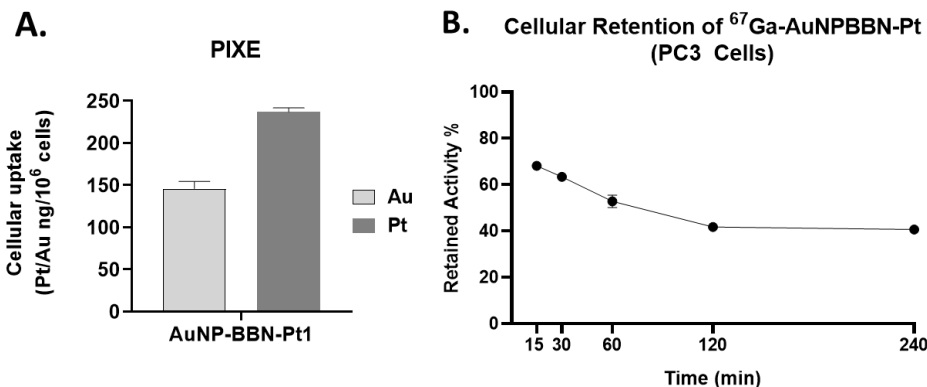 A.
PIXE
Cellular uptake
(Pt/Au ng/10⁶ cells)
250
200
150
100
50
0
AuNP-BBN-Pt1
Au
Pt
B.
Cellular Retention of ⁶⁷Ga-AuNPBBN-Pt
(PC3 Cells)
Retained Activity %
100
80
60
40
20
0
15 30 60 120 240
Time (min)